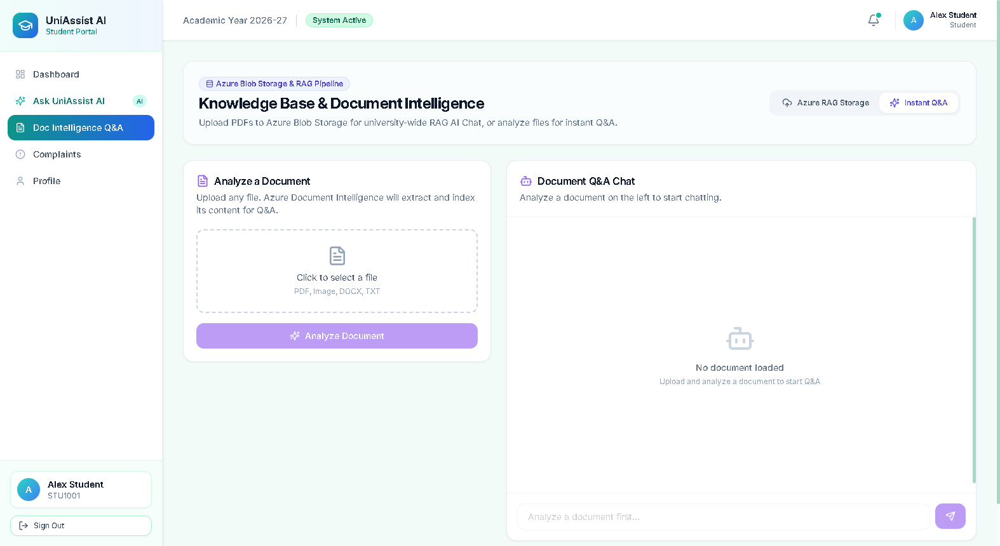 UniAssist AI
Student Portal
Dashboard
Ask UniAssist AI
AI
Doc Intelligence Q&A
Complaints
Profile
A
Alex Student
STU1001
Sign Out
Academic Year 2026-27
System Active
A
Alex Student
Student
Azure Blob Storage & RAG Pipeline
Knowledge Base & Document Intelligence
Upload PDFs to Azure Blob Storage for university-wide RAG AI Chat, or analyze files for instant Q&A.
Azure RAG Storage
Instant Q&A
Analyze a Document
Upload any file. Azure Document Intelligence will extract and index
its content for Q&A.
Click to select a file
PDF, Image, DOCX, TXT
Analyze Document
Document Q&A Chat
Analyze a document on the left to start chatting.
No document loaded
Upload and analyze a document to start Q&A
Analyze a document first...